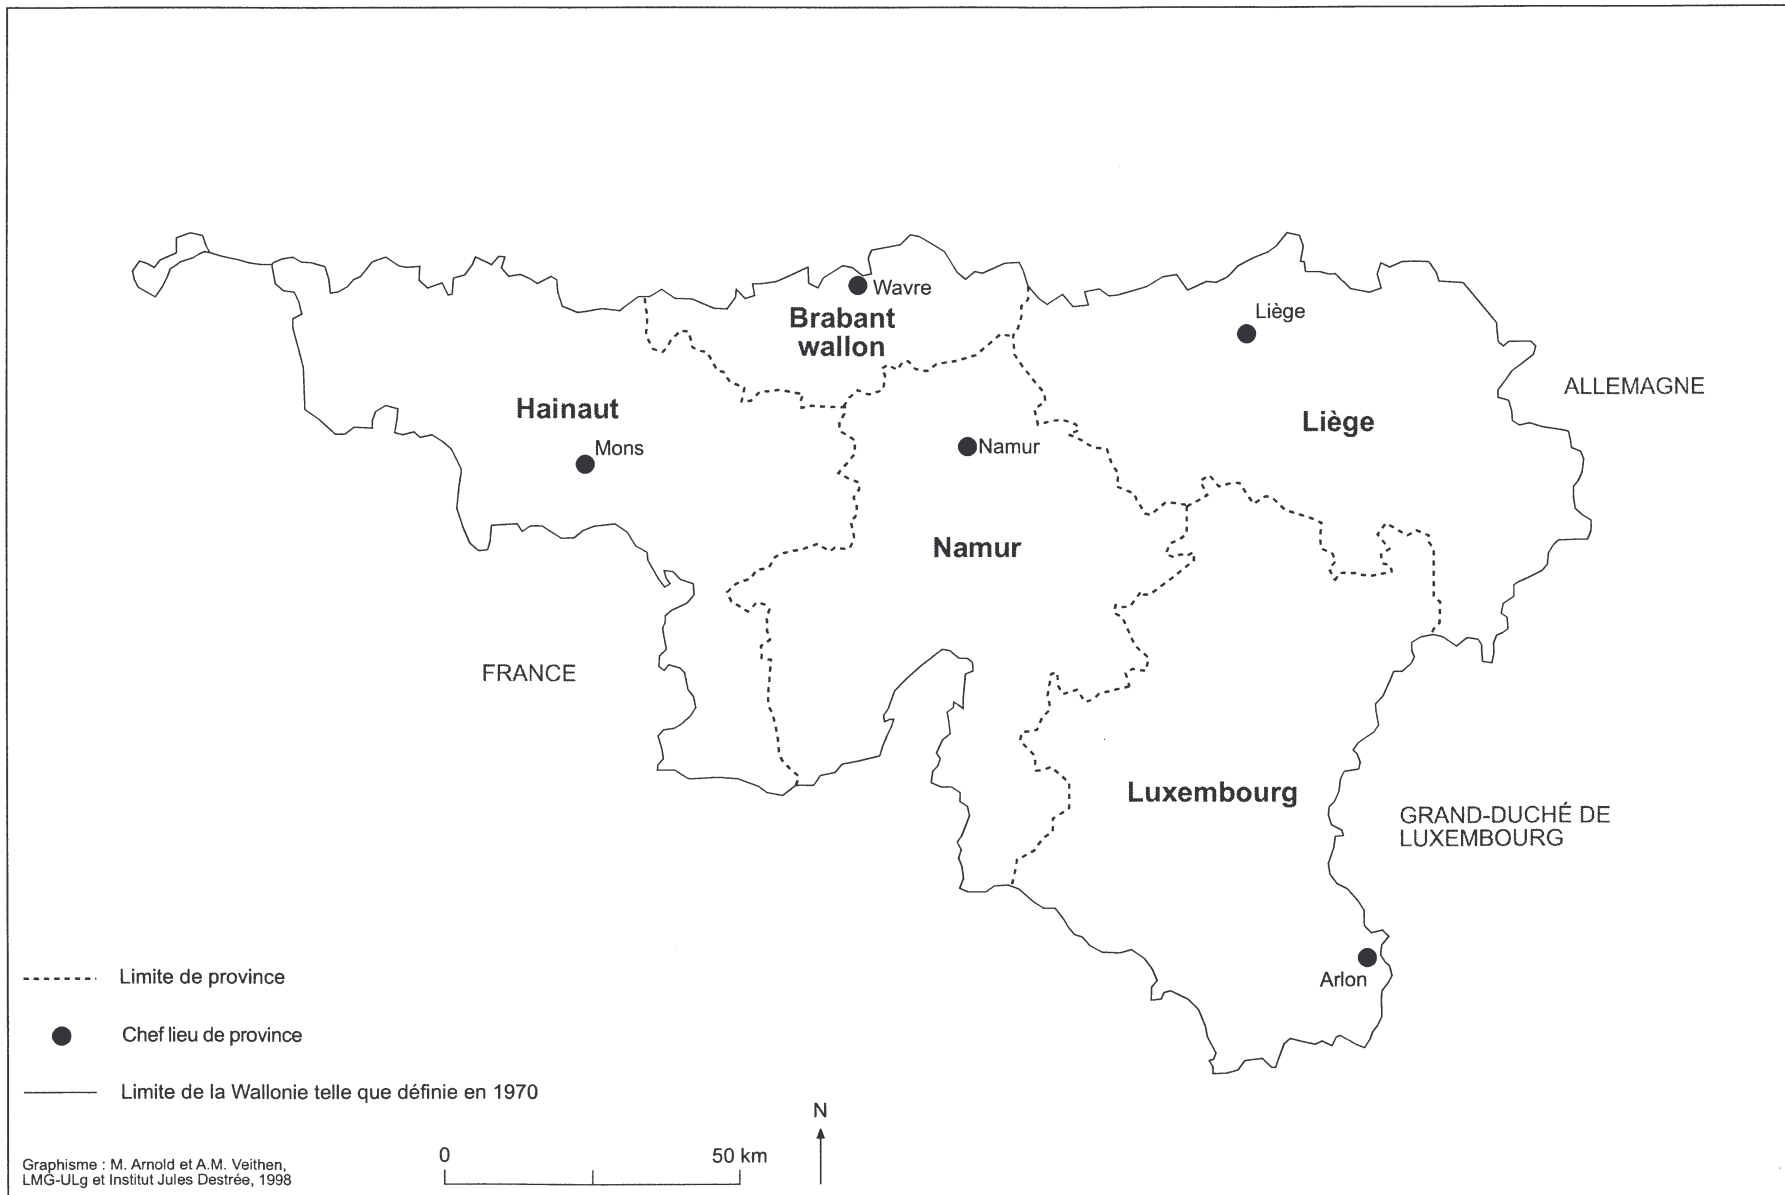 Wavre
Brabant
wallon
Liège
ALLEMAGNE
Hainaut
Liège
Mons
Namur
Namur
FRANCE
Luxembourg
GRAND-DUCHÉ DE
LUXEMBOURG
Arlon
Limite de province
Chef lieu de province
Limite de la Wallonie telle que définie en 1970
N
0 50 km
Graphisme : M. Arnold et A.M. Veithen,
LMG-ULg et Institut Jules Destrée, 1998